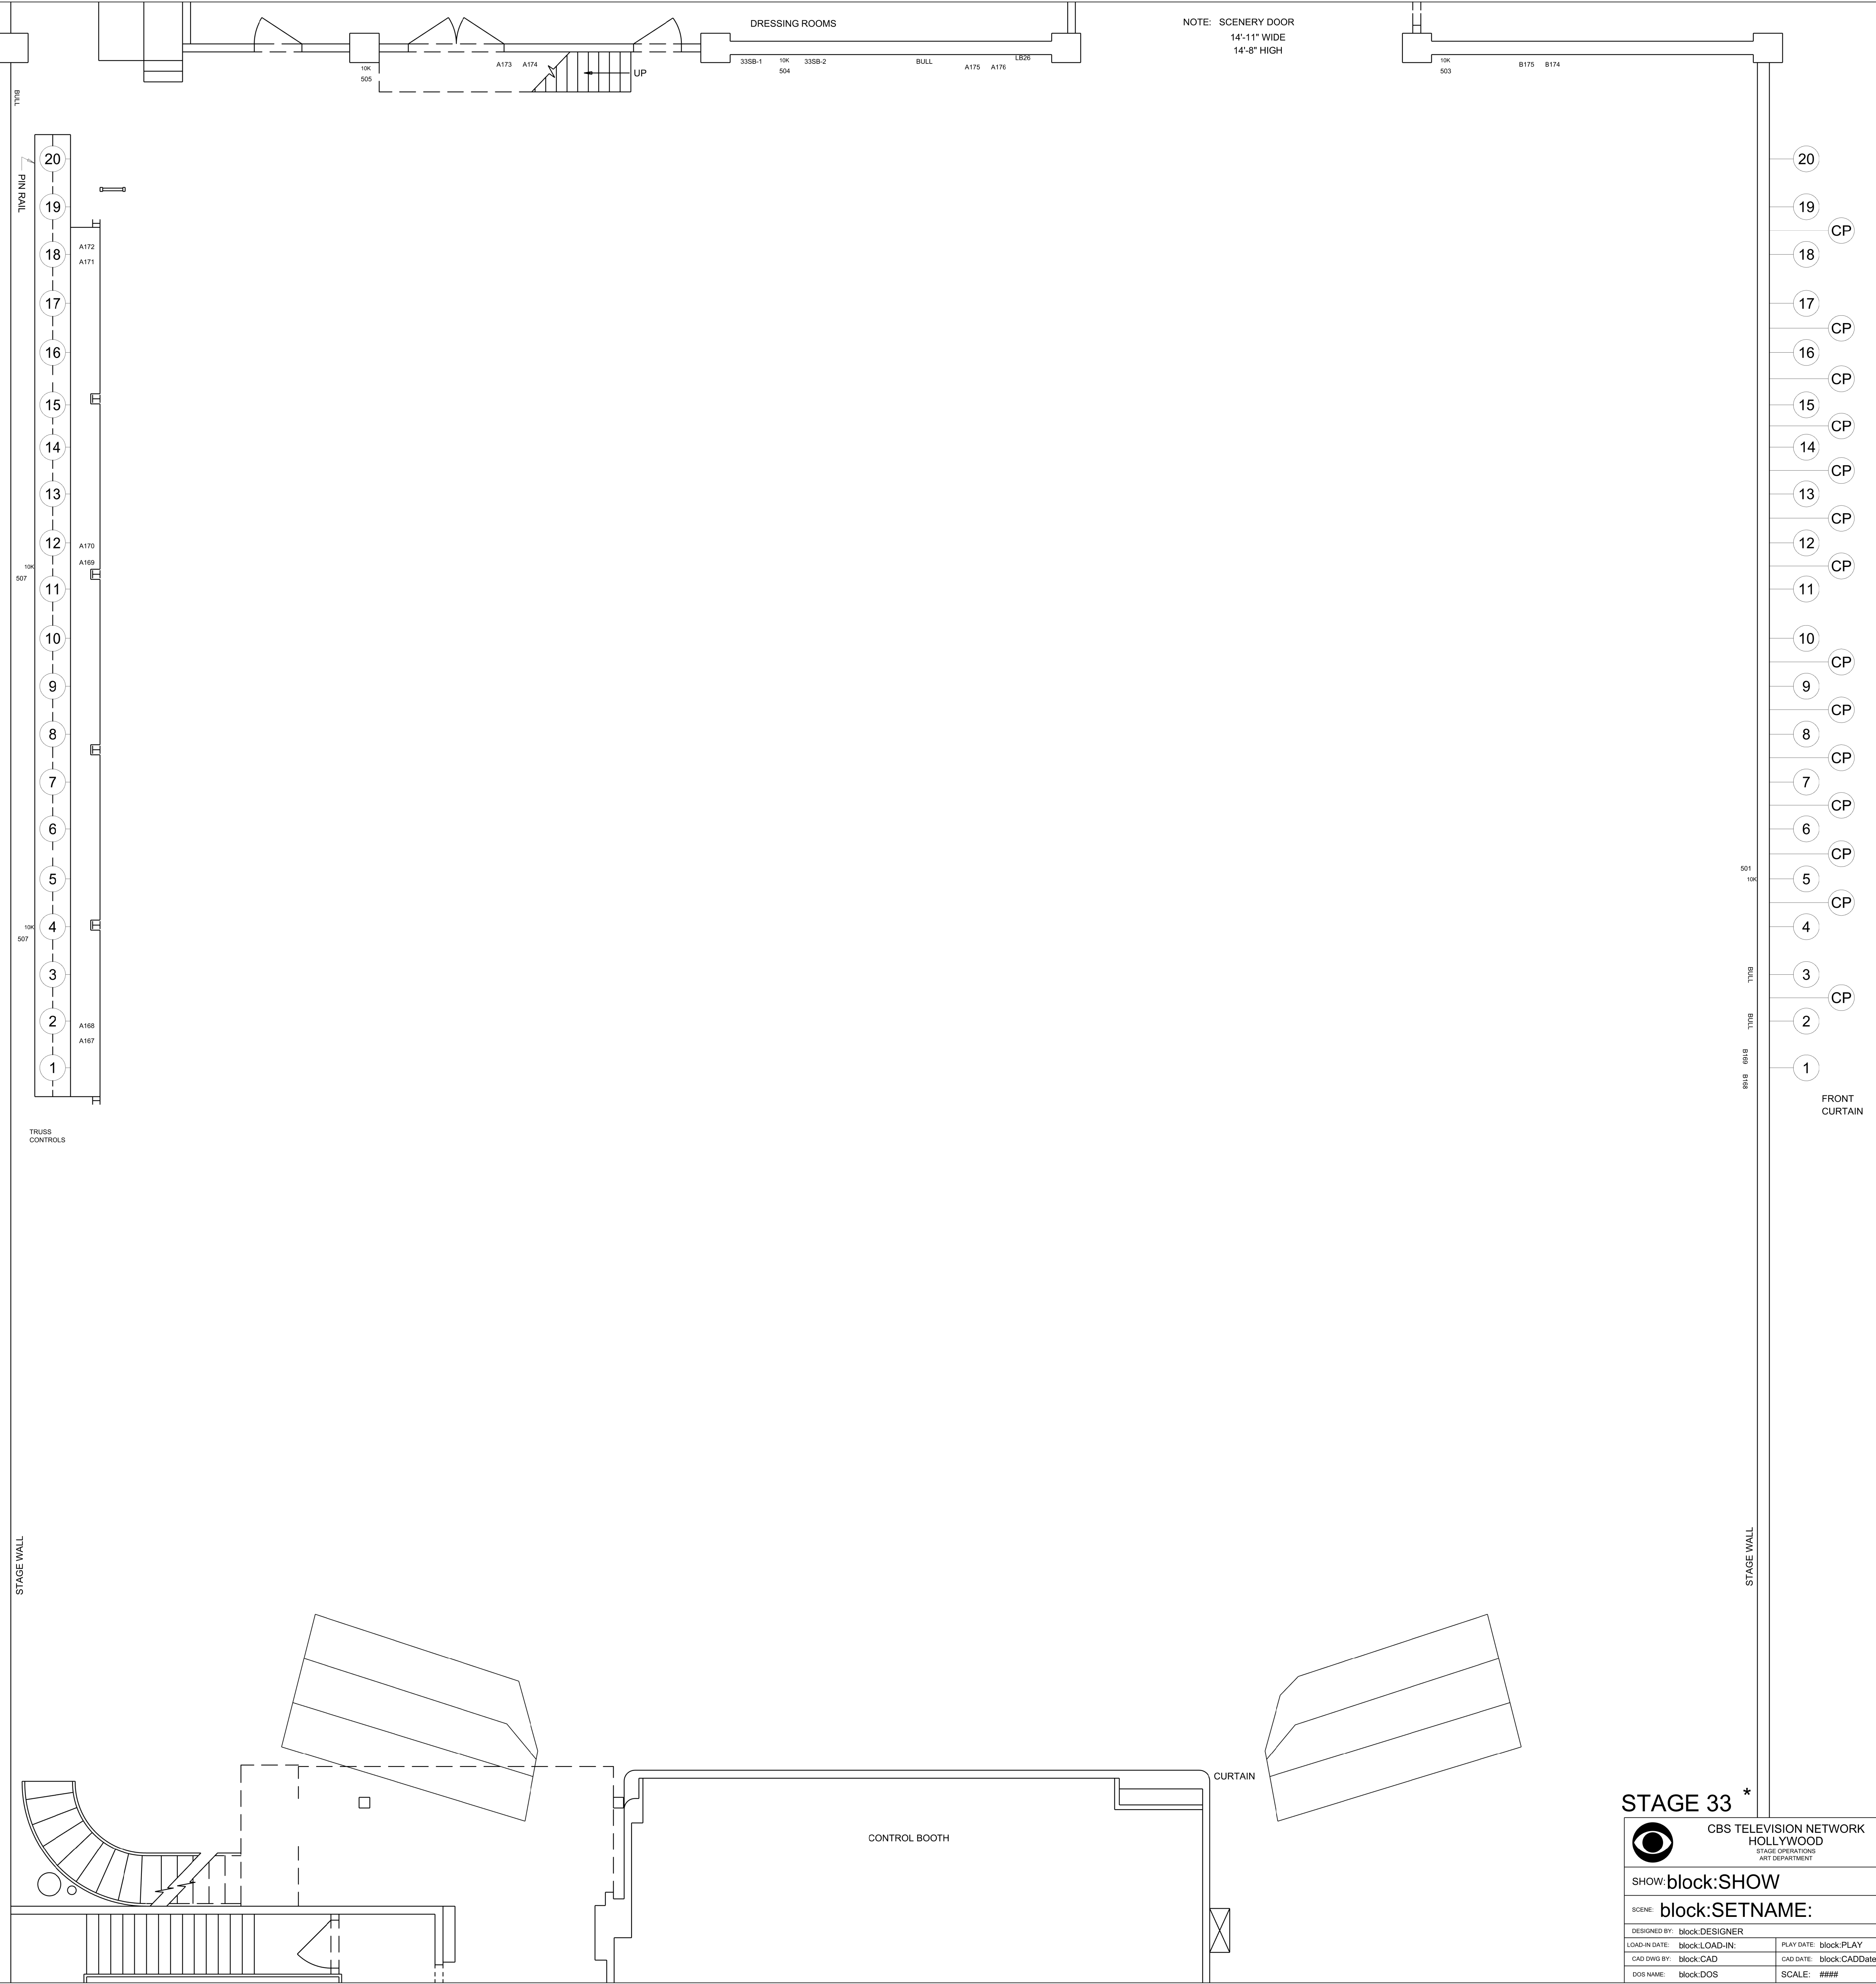 DRESSING ROOMS
NOTE: SCENERY DOOR
14'-11" WIDE
14'-8" HIGH
10K
505
A173 A174
UP
33SB-1
10K
504
33SB-2
BULL
A175 A176
LB26
10K
503
B175 B174
BULL
PIN RAIL
20
19
18
17
16
15
14
13
12
11
10
9
8
7
6
5
4
3
2
1
A172
A171
A170
A169
10K
507
10K
507
A168
A167
TRUSS
CONTROLS
20
19
CP
18
17
CP
16
CP
15
CP
14
CP
13
CP
12
CP
11
10
CP
9
CP
8
CP
7
CP
6
CP
5
CP
4
3
CP
2
1
501
10K
BULL
BULL
B169 B168
FRONT
CURTAIN
STAGE WALL
STAGE WALL
CURTAIN
CONTROL BOOTH
STAGE 33 *
CBS TELEVISION NETWORK
HOLLYWOOD
STAGE OPERATIONS
ART DEPARTMENT
SHOW: block:SHOW
SCENE: block:SETNAME:
DESIGNED BY: block:DESIGNER
LOAD-IN DATE: block:LOAD-IN: PLAY DATE: block:PLAY
CAD DWG BY: block:CAD CAD DATE: block:CADDate
DOS NAME: block:DOS SCALE: ####